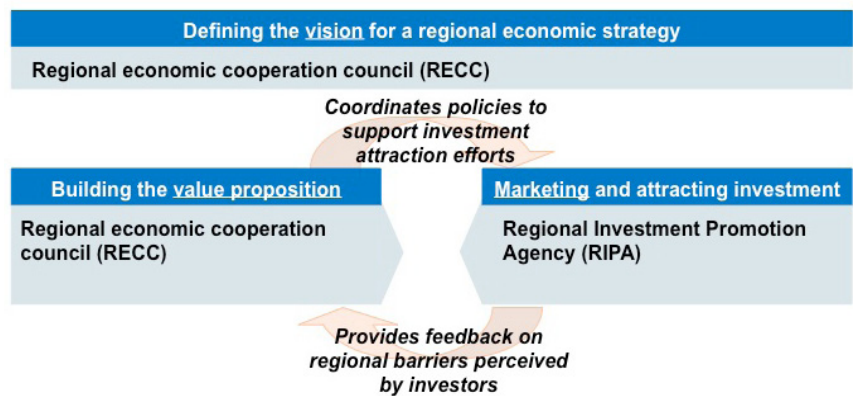 Defining the vision for a regional economic strategy
Regional economic cooperation council (RECC)
Coordinates policies to
support investment
attraction efforts
Building the value proposition
Regional economic cooperation
council (RECC)
Marketing and attracting investment
Regional Investment Promotion
Agency (RIPA)
Provides feedback on
regional barriers perceived
by investors